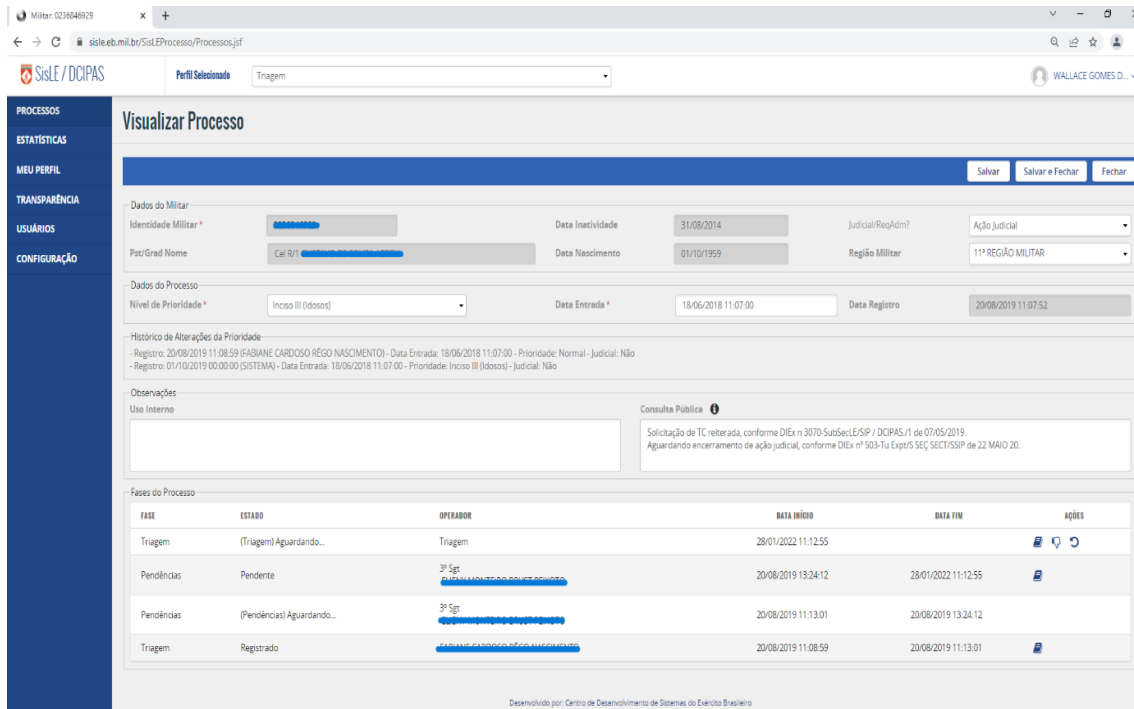 Militar: 0236846929
sisle.eb.mil.br/SisLEProcesso/Processos.jsf
SisLE / DCIPAS
Perfil Selecionado
Triagem
WALLACE GOMES D...
PROCESSOS
ESTATÍSTICAS
MEU PERFIL
TRANSPARÊNCIA
USUÁRIOS
CONFIGURAÇÃO
Visualizar Processo
Salvar Salvar e Fechar Fechar
Dados do Militar
Identidade Militar * Data Inatividade 31/08/2014 Judicial/ReqAdm? Ação Judicial
Pst/Grad Nome Cel R/1 Data Nascimento 01/10/1959 Região Militar 11ª REGIÃO MILITAR
Dados do Processo
Nível de Prioridade * Inciso III (Idosos) Data Entrada * 18/06/2018 11:07:00 Data Registro 20/08/2019 11:07:52
Histórico de Alterações da Prioridade
- Registro: 20/08/2019 11:08:59 (FABIANE CARDOSO RÊGO NASCIMENTO) - Data Entrada: 18/06/2018 11:07:00 - Prioridade: Normal - Judicial: Não
- Registro: 01/10/2019 00:00:00 (SISTEMA) - Data Entrada: 18/06/2018 11:07:00 - Prioridade: Inciso III (Idosos) - Judicial: Não
Observações
Uso Interno
Consulta Pública
Solicitação de TC reiterada, conforme DIEx n 3070-SubSecLE/SIP / DCIPAS./1 de 07/05/2019.
Aguardando encerramento de ação judicial, conforme DIEx nº 503-Tu Expt/S SEÇ SECT/SSIP de 22 MAIO 20.
Fases do Processo
FASE ESTADO OPERADOR DATA INÍCIO DATA FIM AÇÕES
Triagem (Triagem) Aguardando... Triagem 28/01/2022 11:12:55
Pendências Pendente 3º Sgt 20/08/2019 13:24:12 28/01/2022 11:12:55
Pendências (Pendências) Aguardando... 3º Sgt 20/08/2019 11:13:01 20/08/2019 13:24:12
Triagem Registrado 20/08/2019 11:08:59 20/08/2019 11:13:01
Desenvolvido por: Centro de Desenvolvimento de Sistemas do Exército Brasileiro